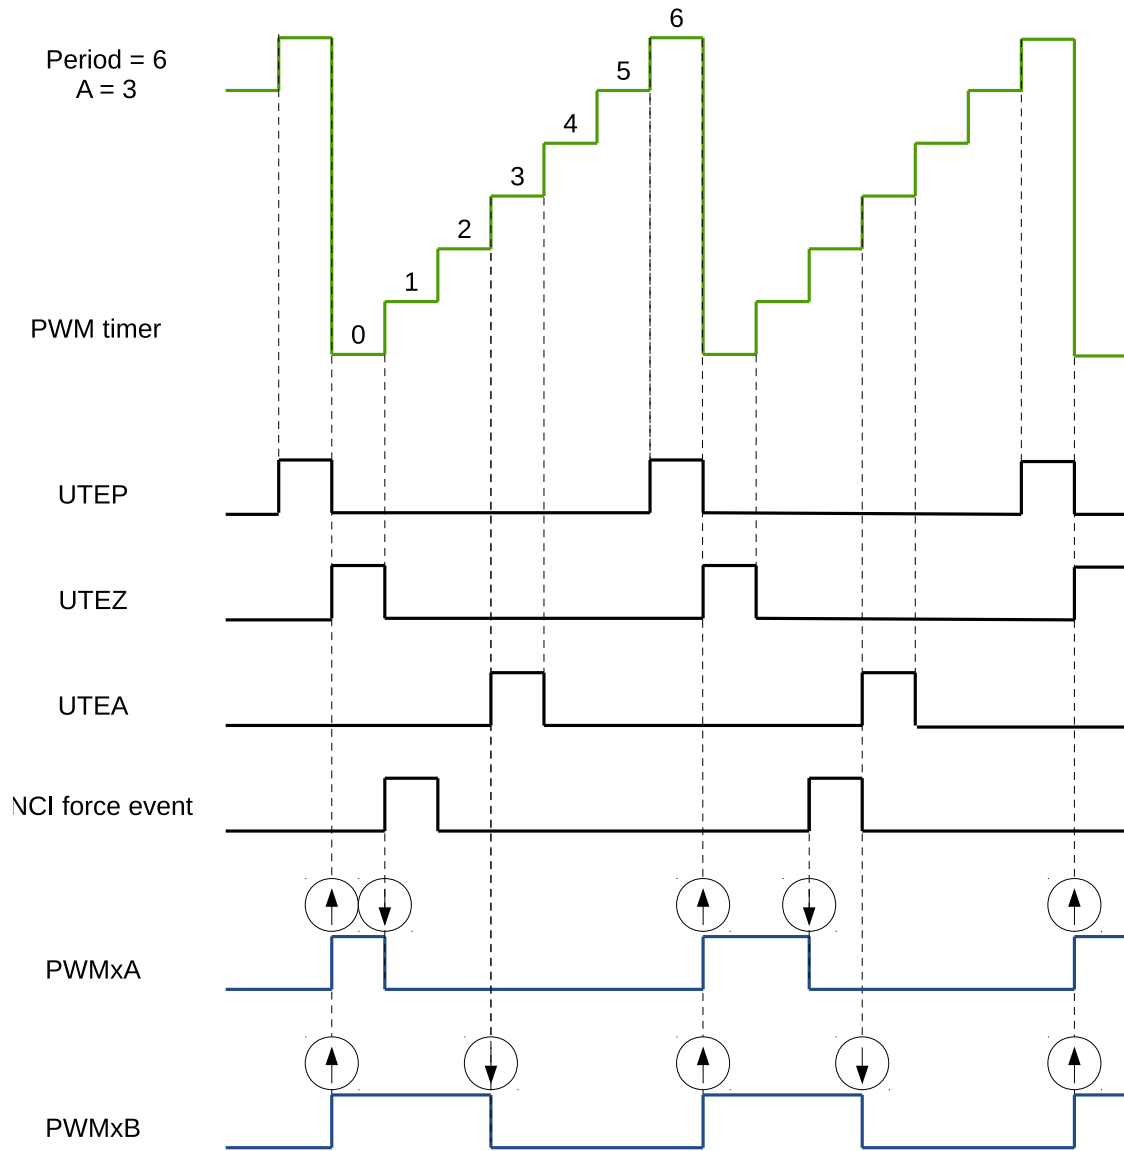 6
Period = 6
A = 3
5
4
3
2
1
PWM timer
0
UTEP
UTEZ
UTEA
NCI force event
PWMxA
PWMxB